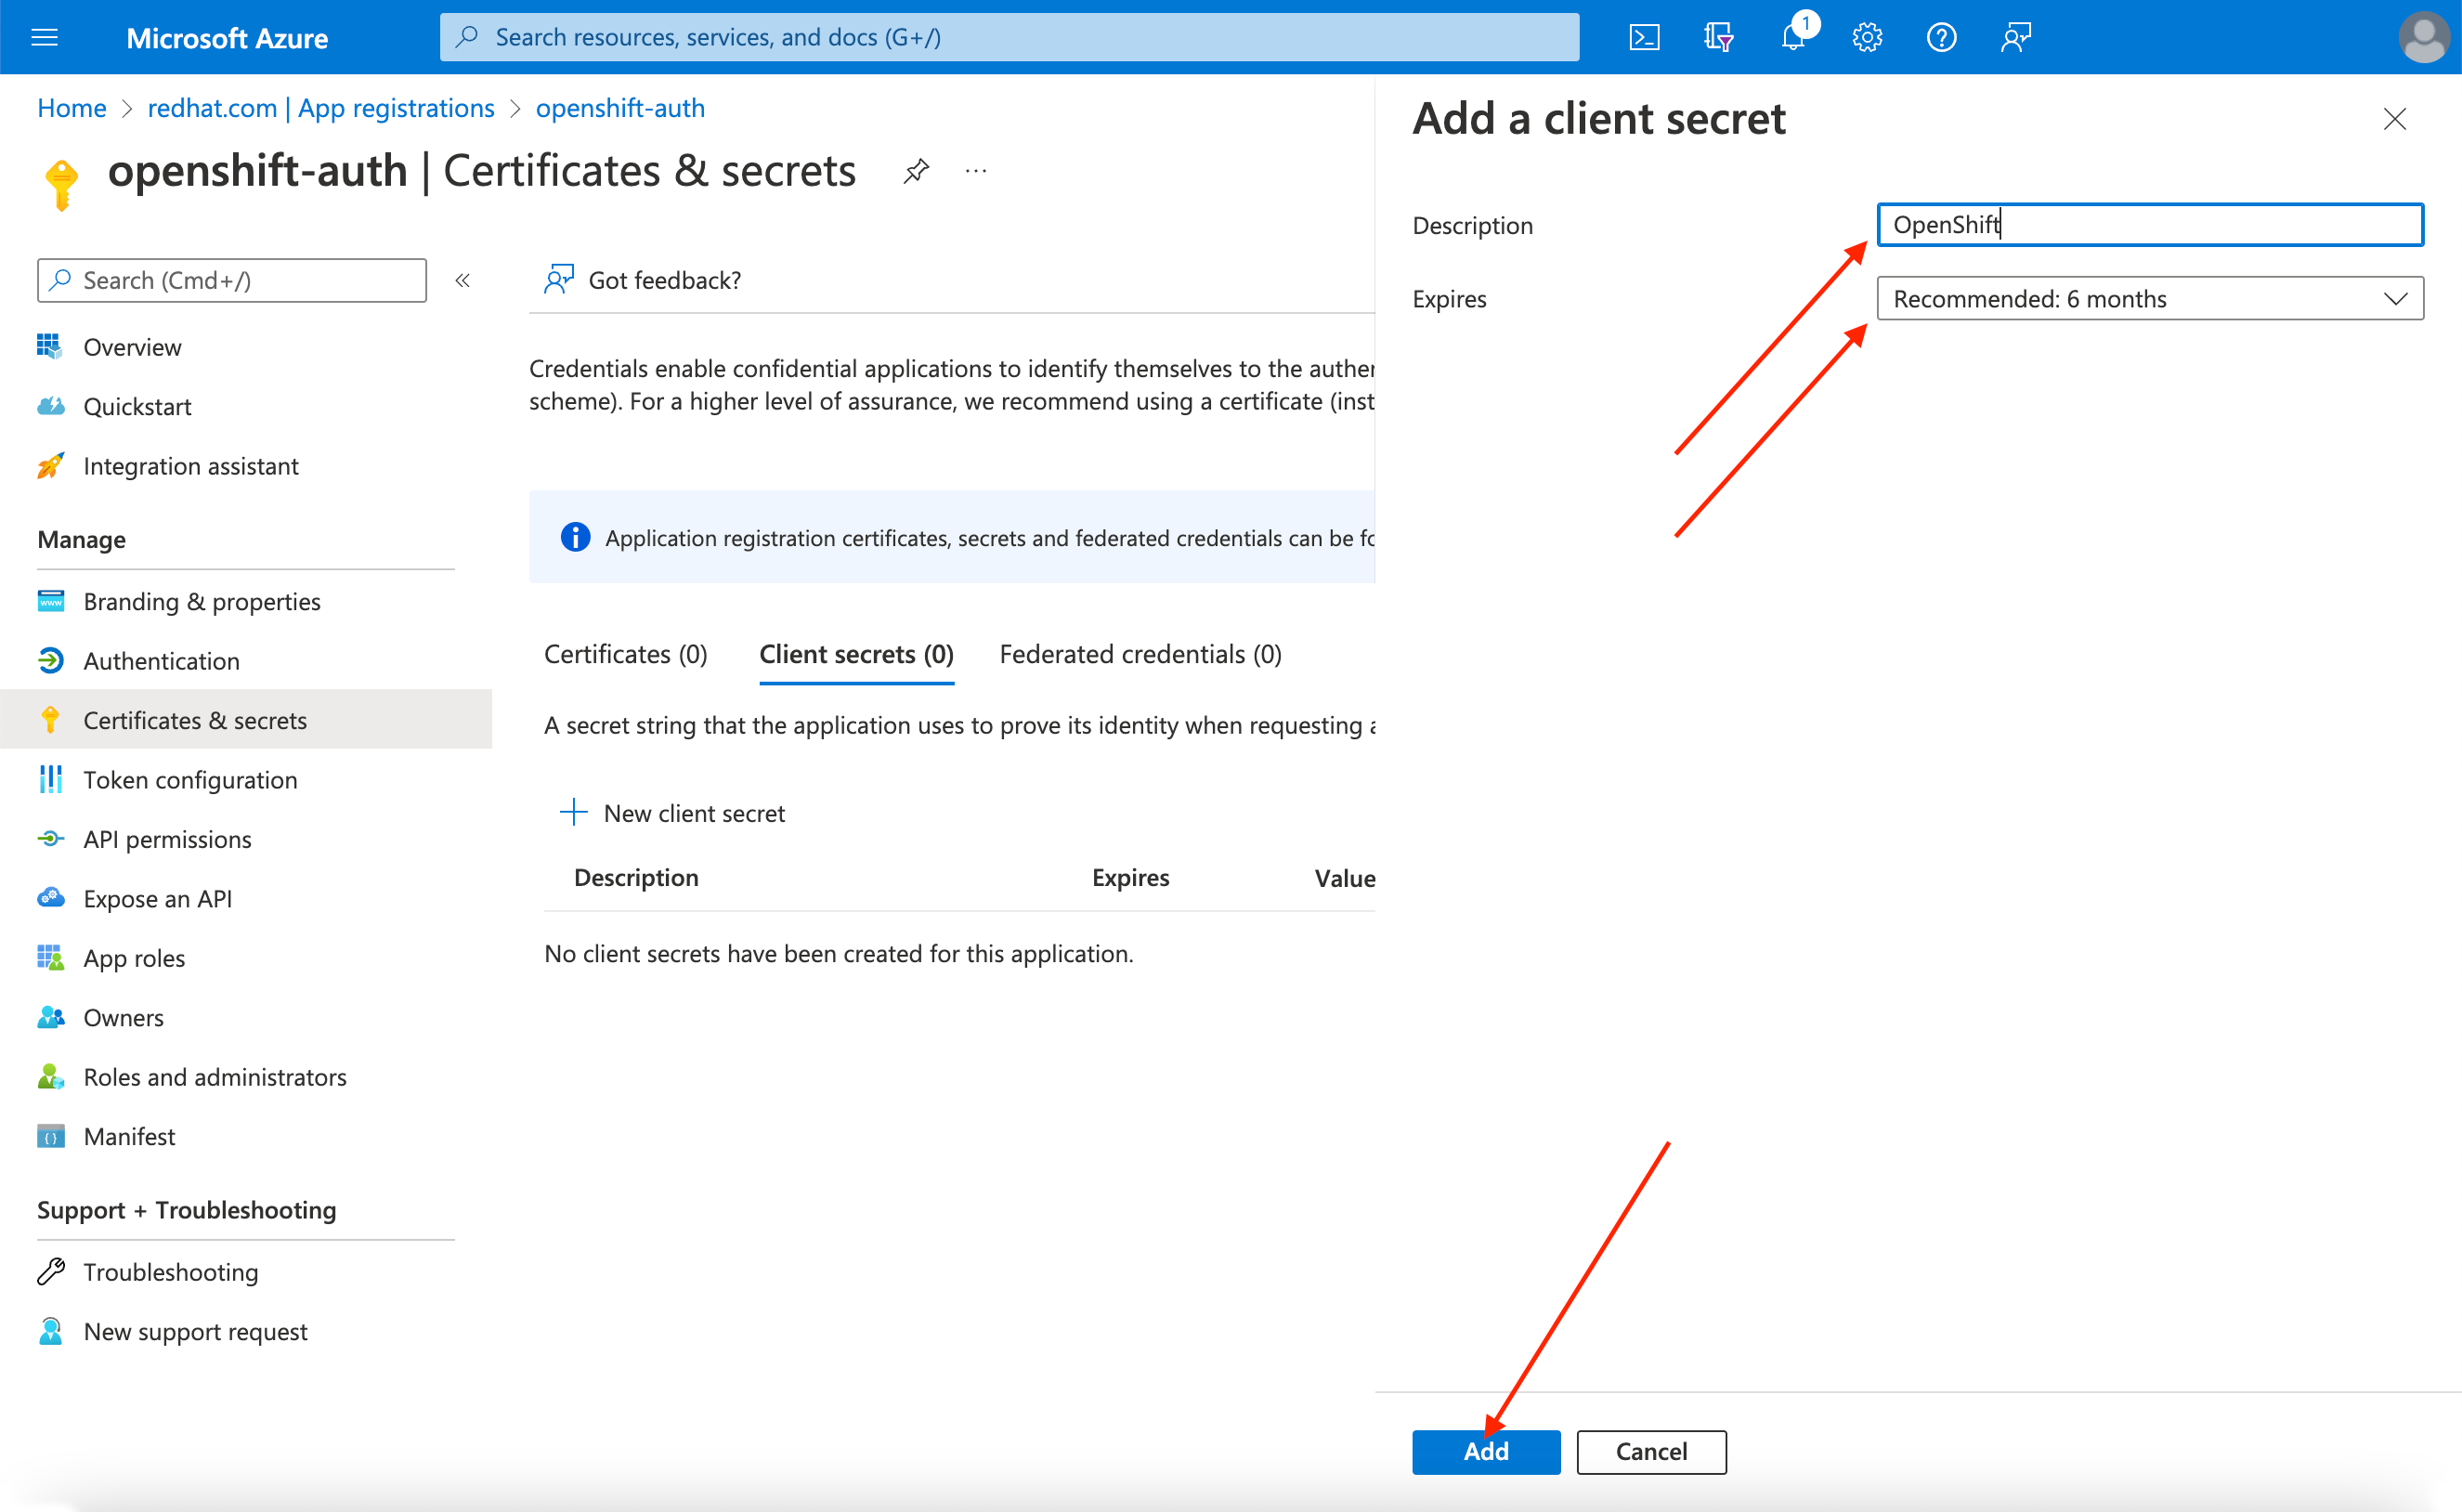 Microsoft Azure
Search resources, services, and docs (G+/)
1
Home > redhat.com | App registrations > openshift-auth
openshift-auth | Certificates & secrets
...
Search (Cmd+/)
«
Overview
Quickstart
Integration assistant
Manage
Branding & properties
Authentication
Certificates & secrets
Token configuration
API permissions
Expose an API
App roles
Owners
Roles and administrators
Manifest
Support + Troubleshooting
Troubleshooting
New support request
Got feedback?
Credentials enable confidential applications to identify themselves to the
scheme). For a higher level of assurance, we recommend using a certificate
Application registration certificates, secrets and federated credentials can be
Certificates (0)
Client secrets (0)
Federated credentials (0)
A secret string that the application uses to prove its identity when requesting
New client secret
Description
Expires
Value
No client secrets have been created for this application.
Add a client secret
Description
OpenShift
Expires
Recommended: 6 months
Add
Cancel